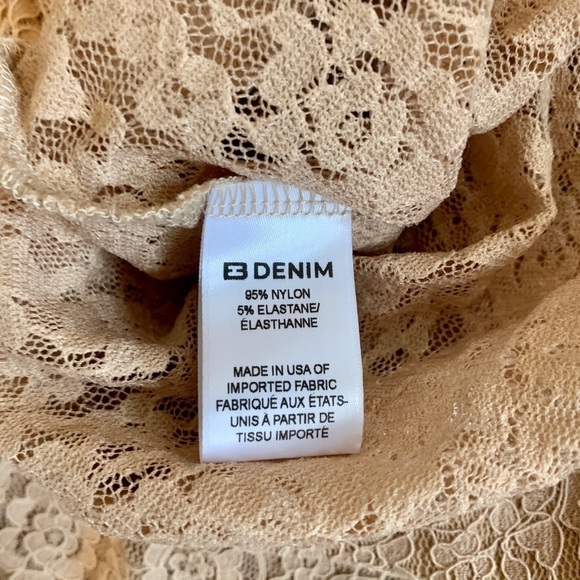 EB DENIM
95% NYLON
5% ELASTANE/
ÉLASTHANNE
MADE IN USA OF
IMPORTED FABRIC
FABRIQUÉ AUX ÉTATS-
UNIS À PARTIR DE
TISSU IMPORTÉ